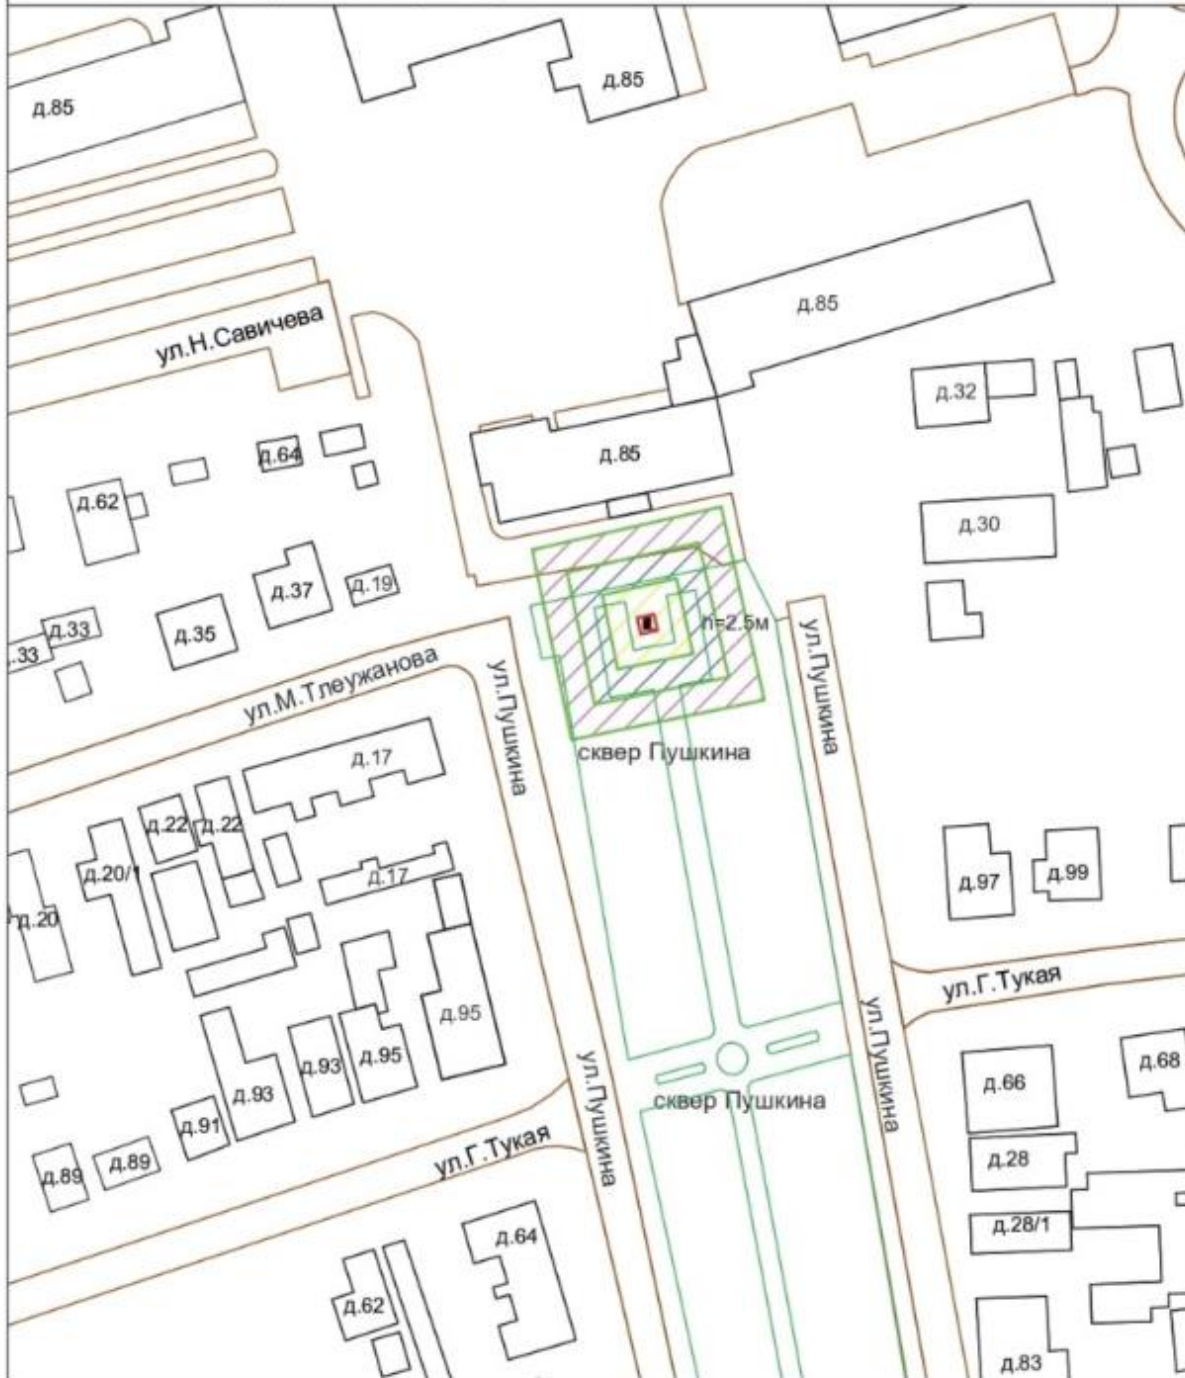 д.85
д.85
д.85
ул.Н.Савичева
д.32
д.85
д.64
д.62
д.30
д.37
д.19
д.33
д.35
.33
h=2.5м
ул.Пушкина
ул.М.Тлеужанова
ул.Пушкина
сквер Пушкина
д.17
д.22
д.22
д.20/1
д.17
д.97
д.99
д.20
ул.Г.Тукая
д.95
ул.Пушкина
д.95
д.93
д.93
ул.Пушкина
д.68
д.66
сквер Пушкина
д.91
ул.Г.Тукая
д.89
д.89
д.28
д.28/1
д.64
д.62
д.83